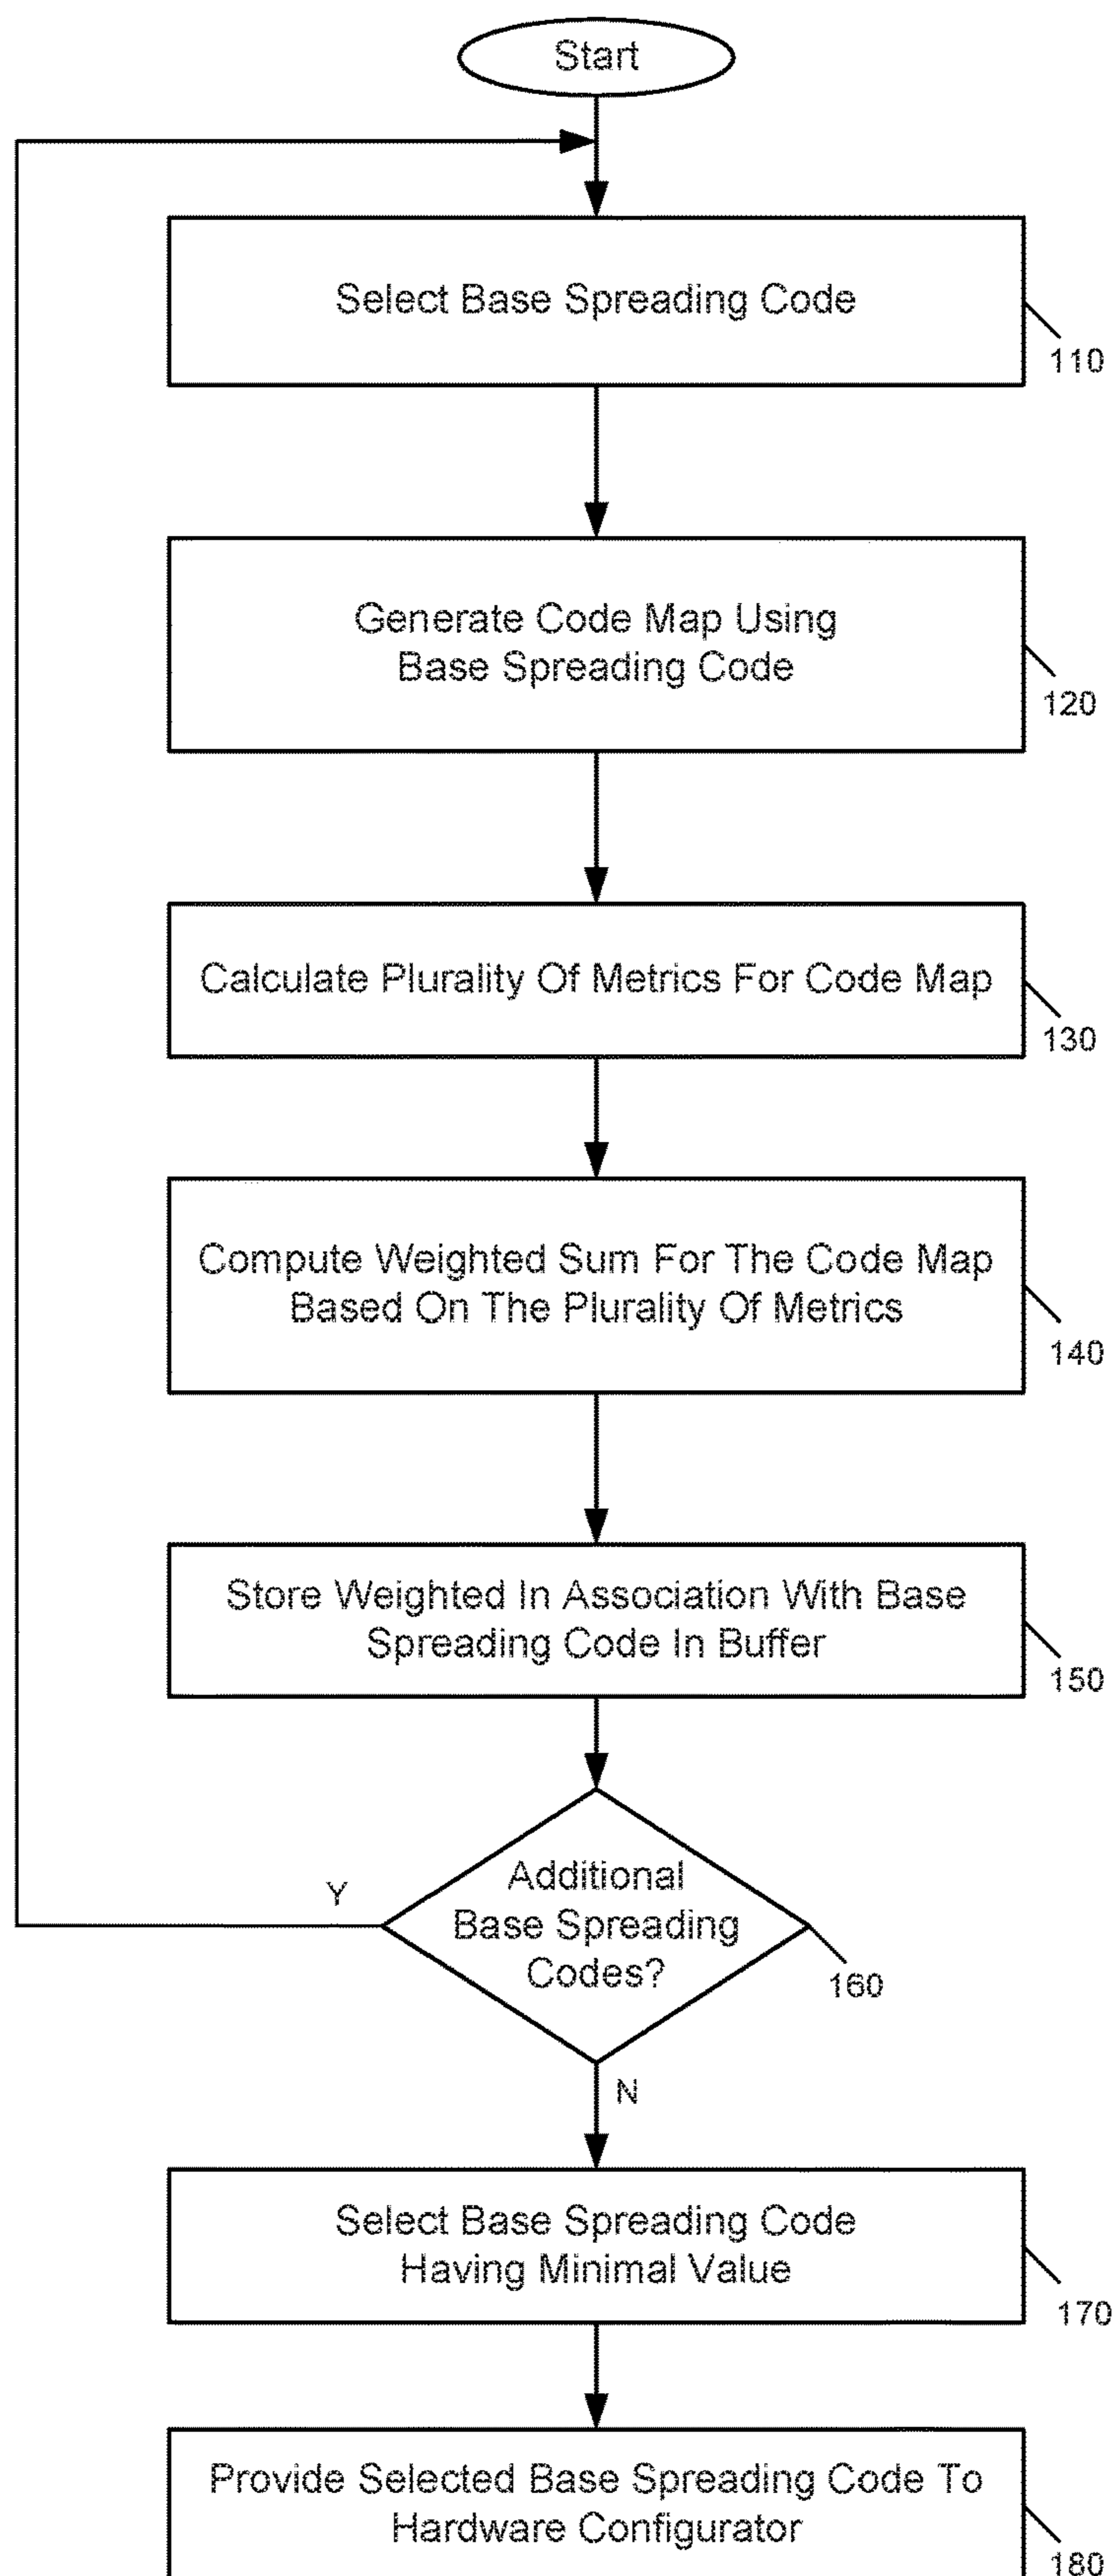 Start
Select Base Spreading Code
110
Generate Code Map Using
Base Spreading Code
120
Calculate Plurality Of Metrics For Code Map
130
Compute Weighted Sum For The Code Map
Based On The Plurality Of Metrics
140
Store Weighted In Association With Base
Spreading Code In Buffer
150
Additional
Base Spreading
Codes?
160
Y
N
Select Base Spreading Code
Having Minimal Value
170
Provide Selected Base Spreading Code To
Hardware Configurator
180